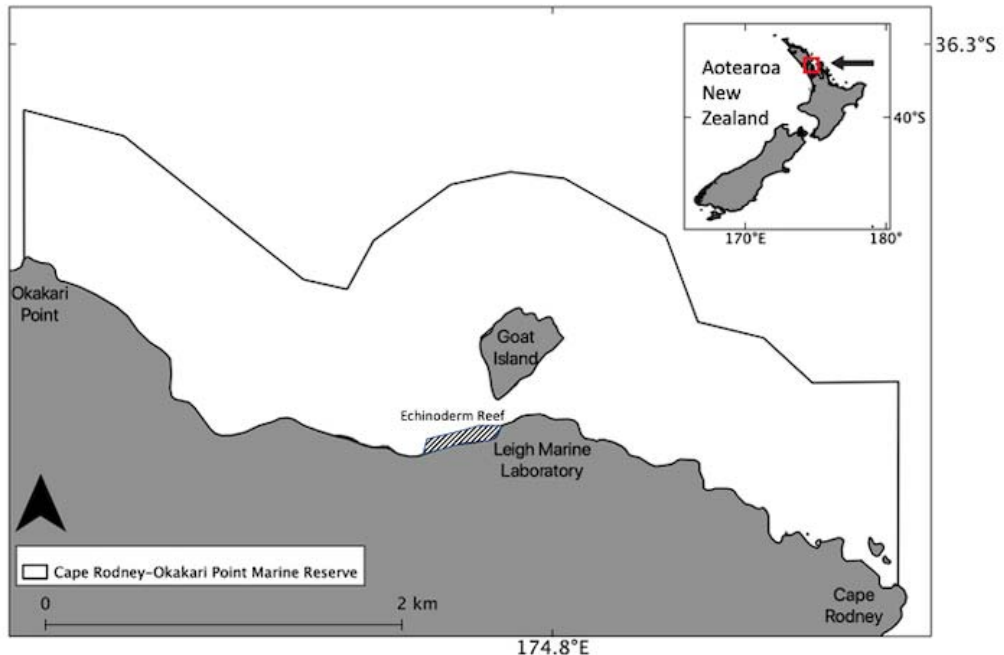 36.3°S
Aotearoa
New
Zealand
40°S
170°E
180°
Okakari
Point
Goat
Island
Echinoderm Reef
Leigh Marine
Laboratory
Cape Rodney–Okakari Point Marine Reserve
0
2 km
Cape
Rodney
174.8°E